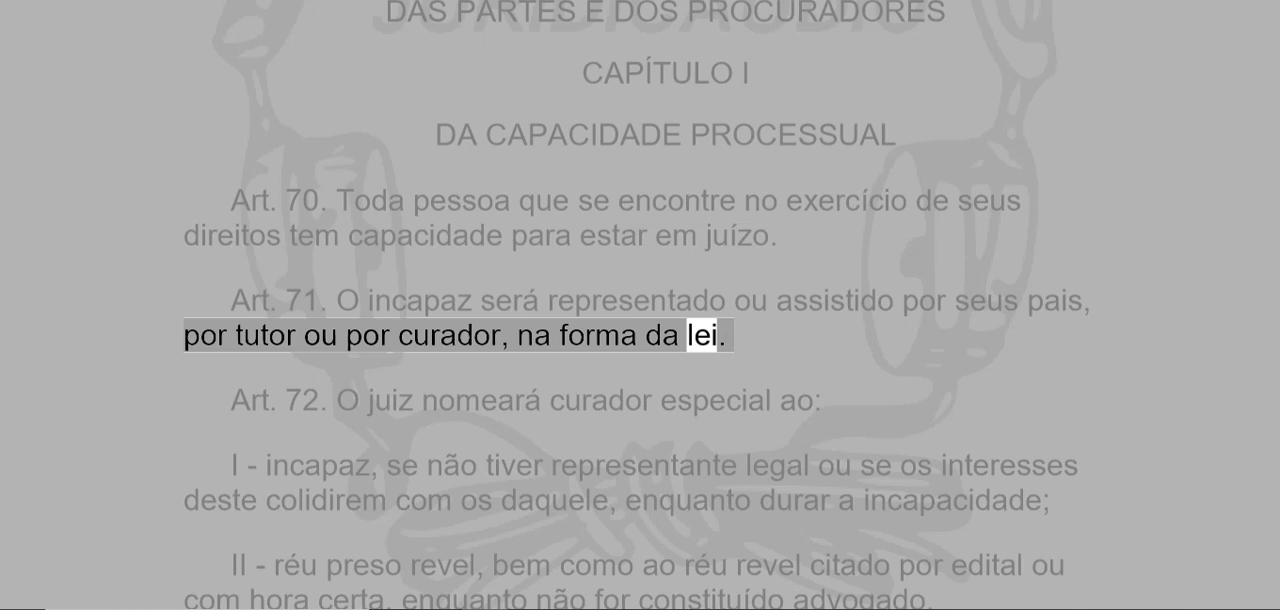 DAS PARTES E DOS PROCURADORES
CAPÍTULO I
DA CAPACIDADE PROCESSUAL
Art. 70. Toda pessoa que se encontre no exercício de seus
direitos tem capacidade para estar em juízo.
Art. 71. O incapaz será representado ou assistido por seus pais,
por tutor ou por curador, na forma da lei.
Art. 72. O juiz nomeará curador especial ao:
I - incapaz, se não tiver representante legal ou se os interesses
deste colidirem com os daquele, enquanto durar a incapacidade;
II - réu preso revel, bem como ao réu revel citado por edital ou
com hora certa, enquanto não for constituído advogado.